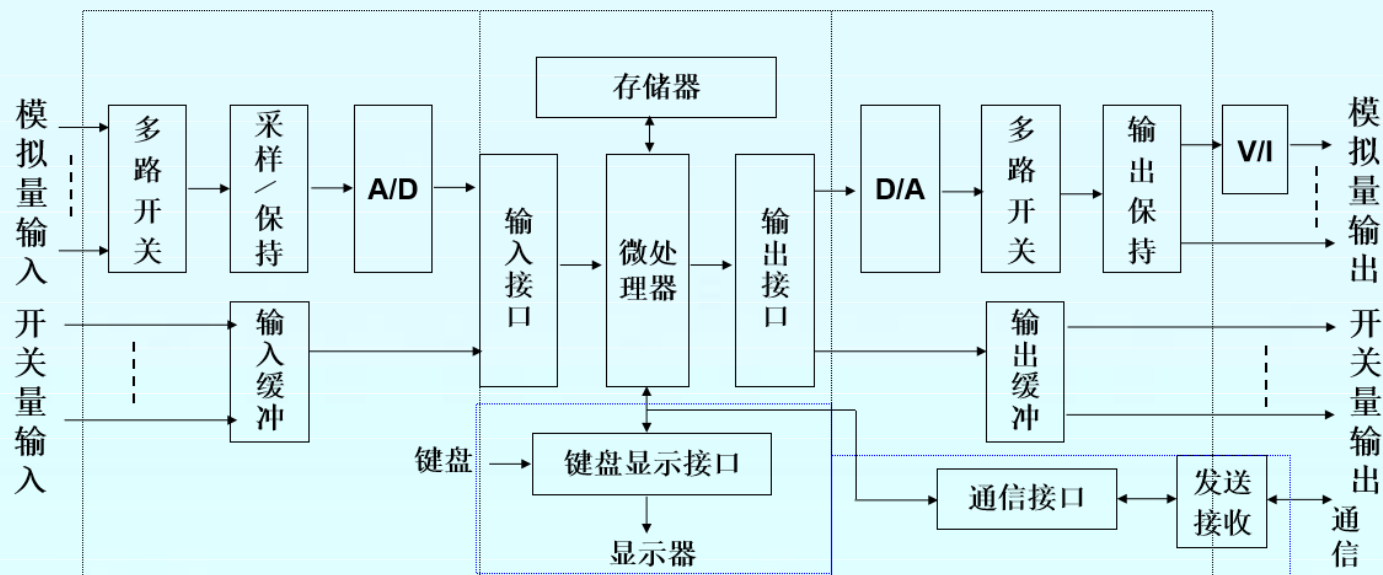 存储器
模拟量输入
多路开关
采样/保持
A/D
输入接口
微处理器
输出接口
D/A
多路开关
输出保持
V/I
模拟量输出
开关量输入
输入缓冲
输出缓冲
开关量输出
键盘
键盘显示接口
显示器
通信接口
发送
接收
通信